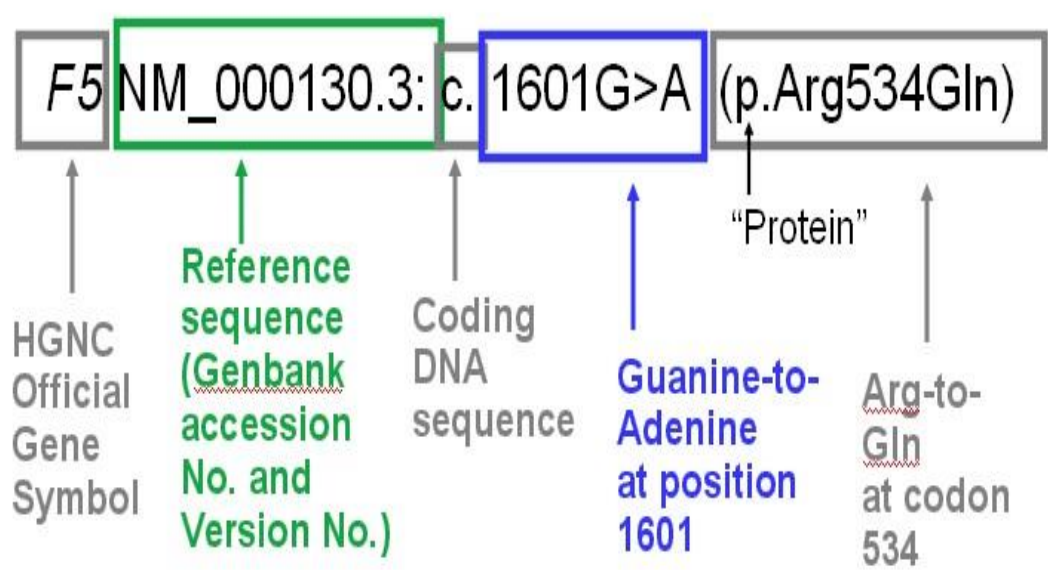 F5 NM_000130.3: c. 1601G>A (p.Arg534Gln)
“Protein”
HGNC
Official
Gene
Symbol
Reference
sequence
(Genbank
accession
No. and
Version No.)
Coding
DNA
sequence
Guanine-to-
Adenine
at position
1601
Arg-to-
Gln
at codon
534